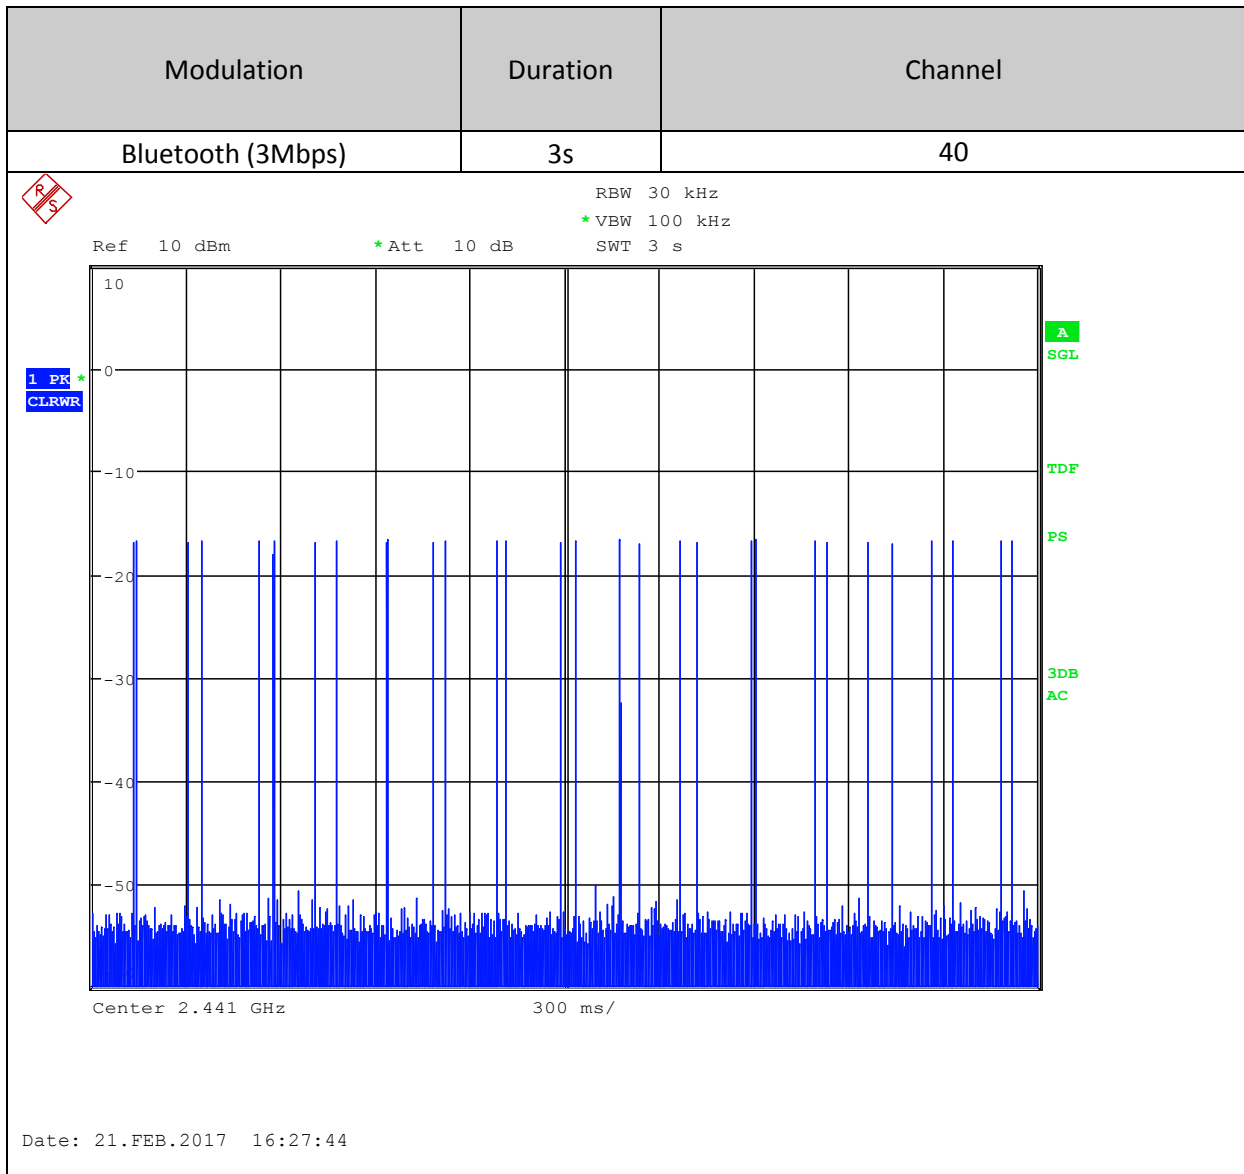 Modulation Duration Channel
Bluetooth (3Mbps) 3s 40
R S
RBW 30 kHz
* VBW 100 kHz
Ref 10 dBm * Att 10 dB SWT 3 s
10
A
SGL
0
1 PK *
CLRWR
-10
TDF
PS
-20
-30
3DB
AC
-40
-50
Center 2.441 GHz 300 ms/
Date: 21.FEB.2017 16:27:44